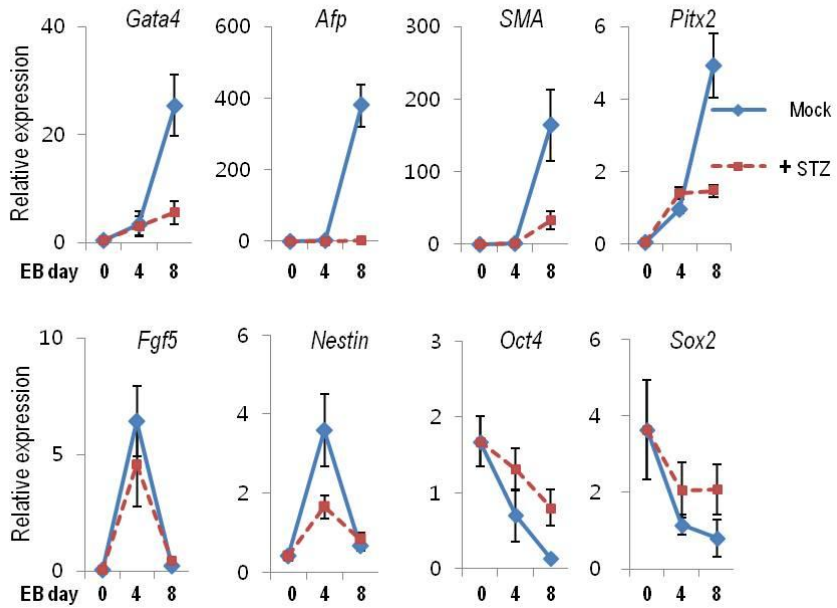 Gata4 Afp SMA Pitx2
40 600 300 6
Mock
400 200 4
20
+ STZ
200 100 2
0 0 0 0
Relative expression
EB day 0 4 8 0 4 8 0 4 8 0 4 8
10 Fgf5 6 Nestin 3 Oct4 6 Sox2
4 2 4
5
2 1 2
0 0 0 0
Relative expression
EB day 0 4 8 0 4 8 0 4 8 0 4 8